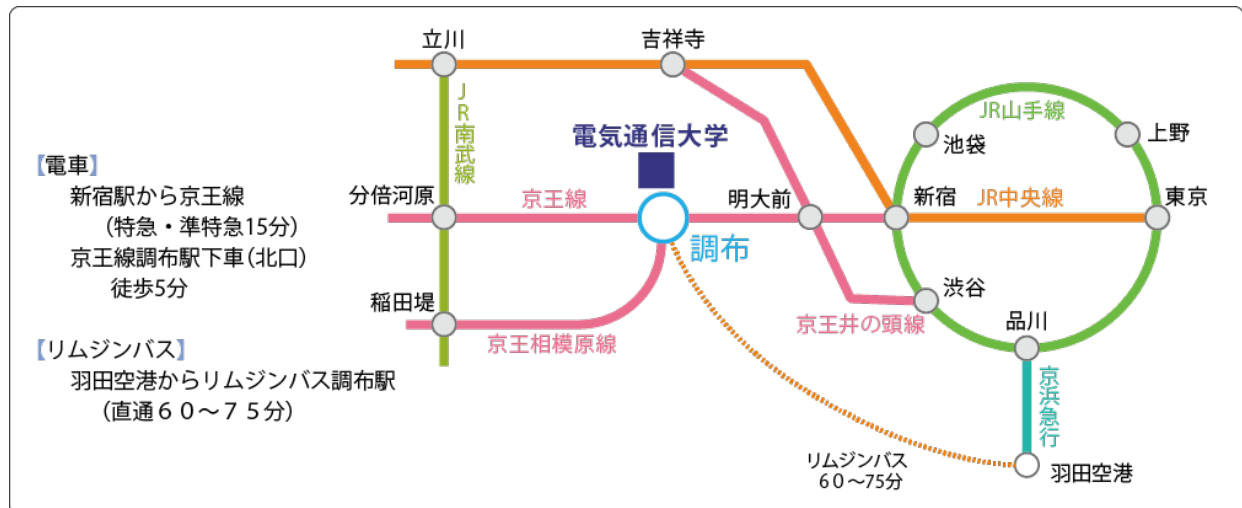 立川
吉祥寺
JR南武線
電気通信大学
JR山手線
池袋
上野
【電車】
新宿駅から京王線
(特急・準特急15分)
京王線調布駅下車(北口)
徒歩5分
分倍河原
京王線
明大前
新宿
JR中央線
東京
調布
稲田堤
京王相模原線
京王井の頭線
渋谷
品川
【リムジンバス】
羽田空港からリムジンバス調布駅
(直通60~75分)
京浜急行
リムジンバス
60~75分
羽田空港